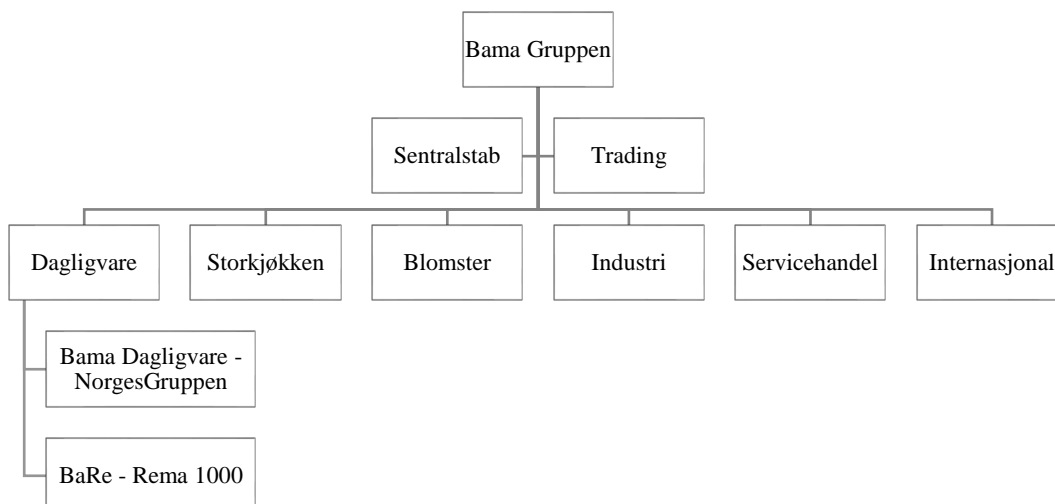 Bama Gruppen
Sentralstab
Trading
Dagligvare
Storkjøkken
Blomster
Industri
Servicehandel
Internasjonal
Bama Dagligvare -
NorgesGruppen
BaRe - Rema 1000